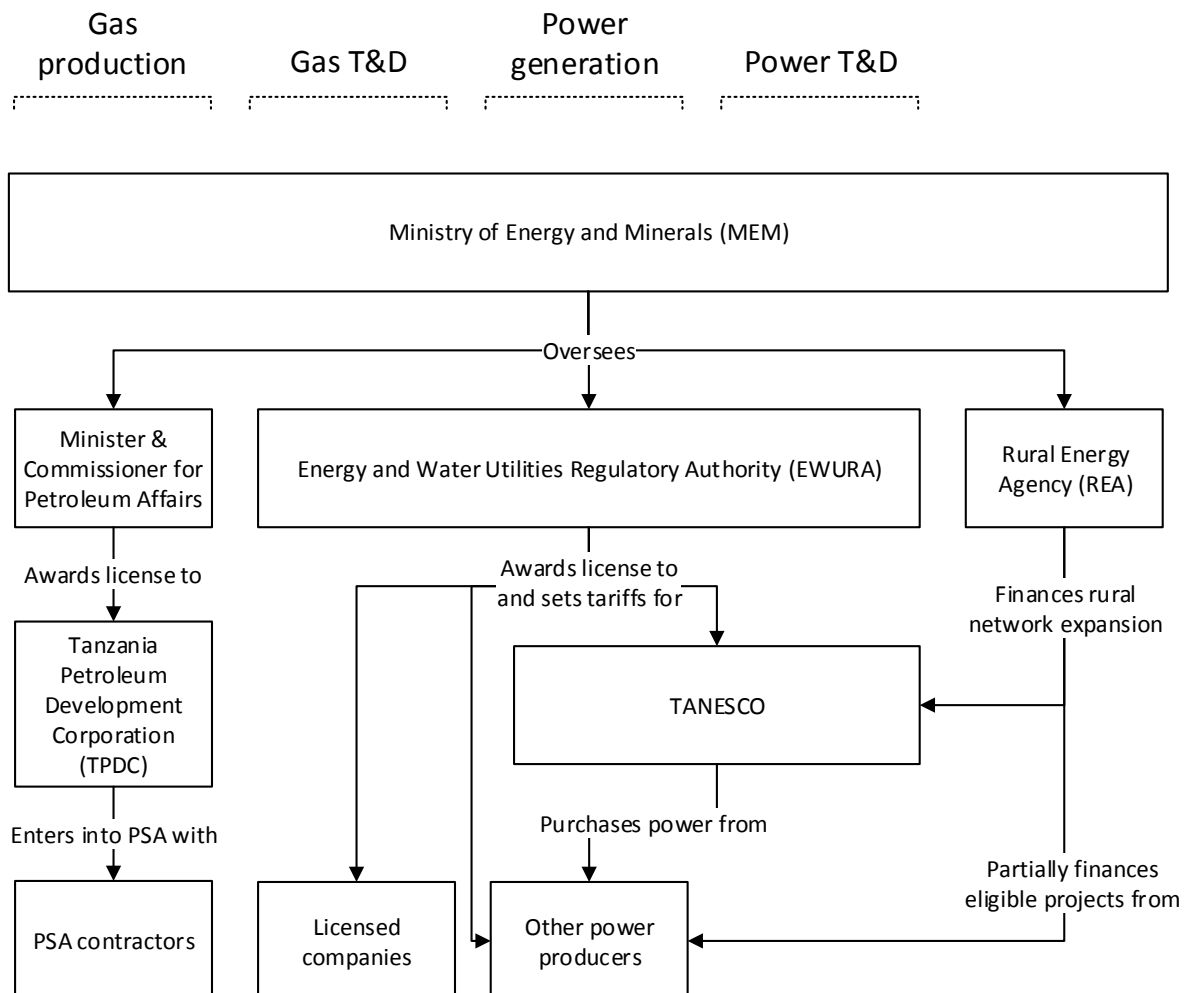 Gas
production
Gas T&D
Power
generation
Power T&D
Ministry of Energy and Minerals (MEM)
Oversees
Minister &
Commissioner for
Petroleum Affairs
Energy and Water Utilities Regulatory Authority (EWURA)
Rural Energy
Agency (REA)
Awards license to
Awards license to
and sets tariffs for
Finances rural
network expansion
Tanzania
Petroleum
Development
Corporation
(TPDC)
TANESCO
Enters into PSA with
Purchases power from
Partially finances
eligible projects from
PSA contractors
Licensed
companies
Other power
producers